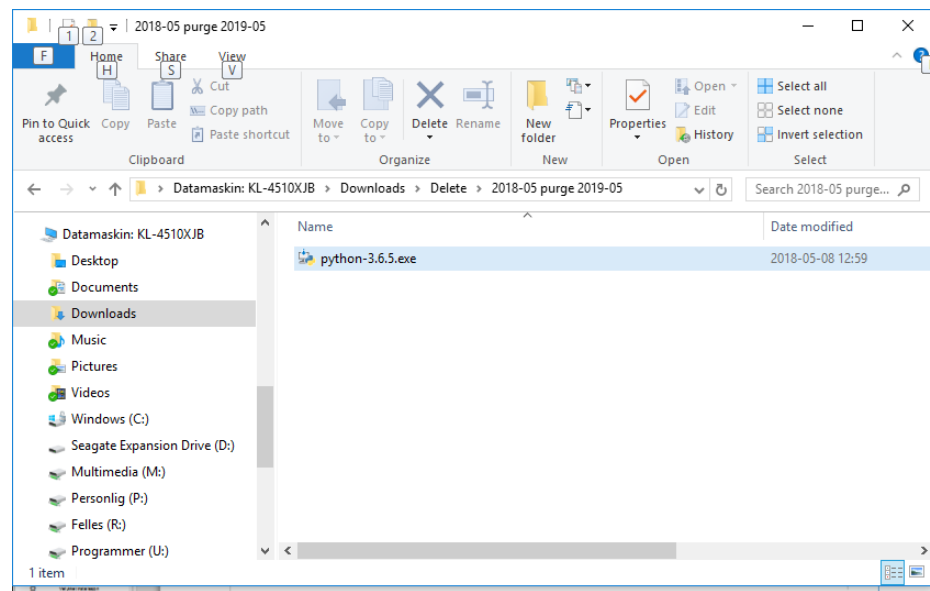 1 2 2018-05 purge 2019-05
F Home Share View
H S V
Pin to Quick access
Copy
Paste
Cut
Copy path
Paste shortcut
Clipboard
Move to
Copy to
Delete
Rename
Organize
New folder
New
Properties
Open
Edit
History
Open
Select all
Select none
Invert selection
Select
Datamaskin: KL-4510XJB > Downloads > Delete > 2018-05 purge 2019-05
Search 2018-05 purge...
Datamaskin: KL-4510XJB
Desktop
Documents
Downloads
Music
Pictures
Videos
Windows (C:)
Seagate Expansion Drive (D:)
Multimedia (M:)
Personlig (P:)
Felles (R:)
Programmer (U:)
Name Date modified
python-3.6.5.exe 2018-05-08 12:59
1 item